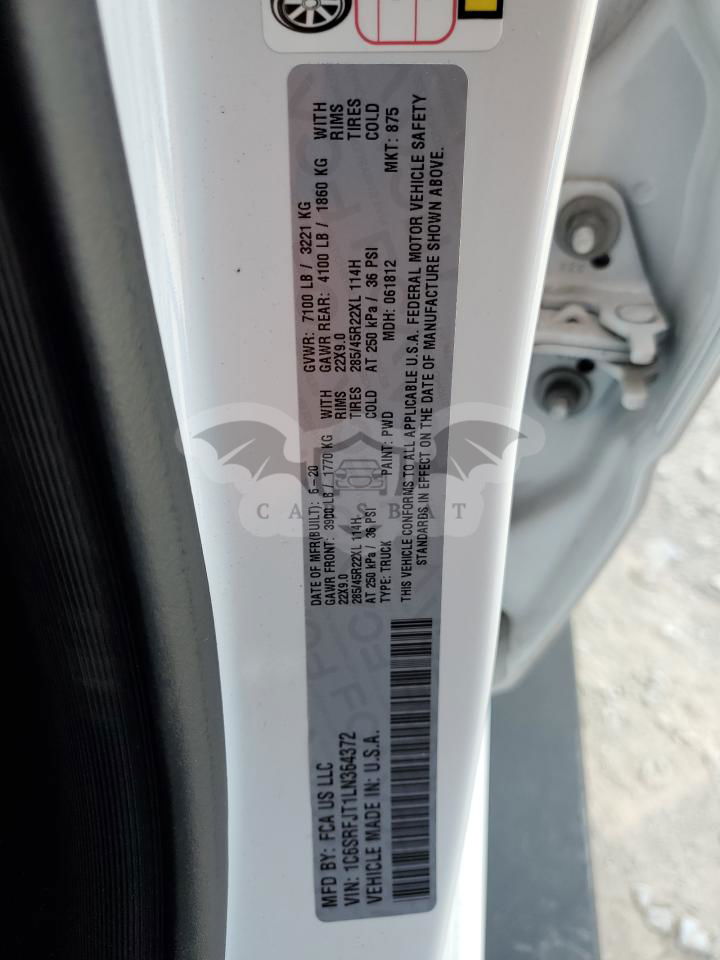 MFD BY: FCA US LLC
DATE OF MFR(BUILT): 6-20
GVWR: 7100 LB / 3221 KG
GAWR FRONT: 3900 LB / 1770 KG WITH
GAWR REAR: 4100 LB / 1860 KG WITH
22X9.0 RIMS
22X9.0 RIMS
285/45R22XL 114H TIRES
285/45R22XL 114H TIRES
AT 250 kPa / 36 PSI COLD
AT 250 kPa / 36 PSI COLD
VIN: 1C6SRFJT1LN364372
TYPE: TRUCK PAINT: PWD MDH: 061812 MKT: 875
VEHICLE MADE IN: U.S.A.
THIS VEHICLE CONFORMS TO ALL APPLICABLE U.S.A. FEDERAL MOTOR VEHICLE SAFETY
STANDARDS IN EFFECT ON THE DATE OF MANUFACTURE SHOWN ABOVE.
CARSBAT